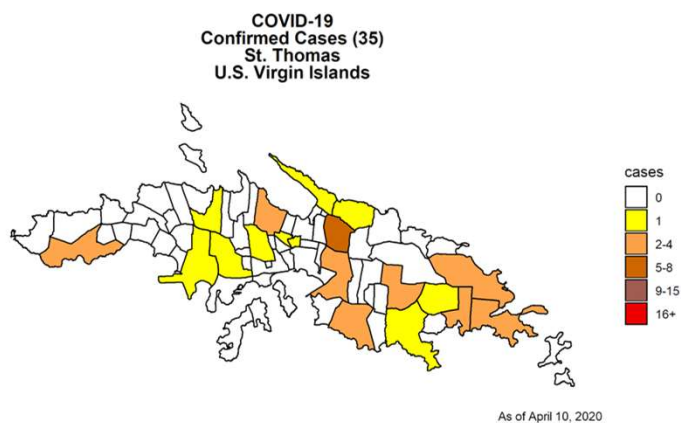 COVID-19
Confirmed Cases (35)
St. Thomas
U.S. Virgin Islands
cases
0
1
2-4
5-8
9-15
16+
As of April 10, 2020